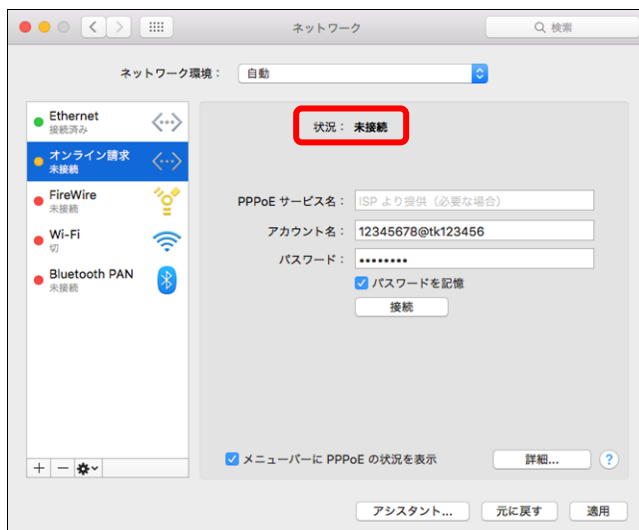 ネットワーク
検索
ネットワーク環境： 自動
Ethernet
接続済み
オンライン請求
未接続
FireWire
未接続
Wi-Fi
切
Bluetooth PAN
未接続
状況： 未接続
PPPoE サービス名： ISP より提供（必要な場合）
アカウント名： 12345678@tk123456
パスワード： ••••••••
パスワードを記憶
接続
メニューバーに PPPoE の状況を表示
詳細... ?
アシスタント... 元に戻す 適用